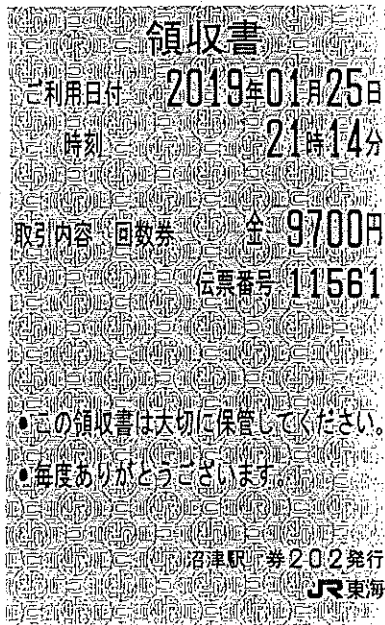 領収書
ご利用日付 2019年01月25日
時刻 21時14分
取引内容 回数券 金 9700円
伝票番号 11561
●この領収書は大切に保管してください。
●毎度ありがとうございます。
沼津駅 券202発行
JR東海